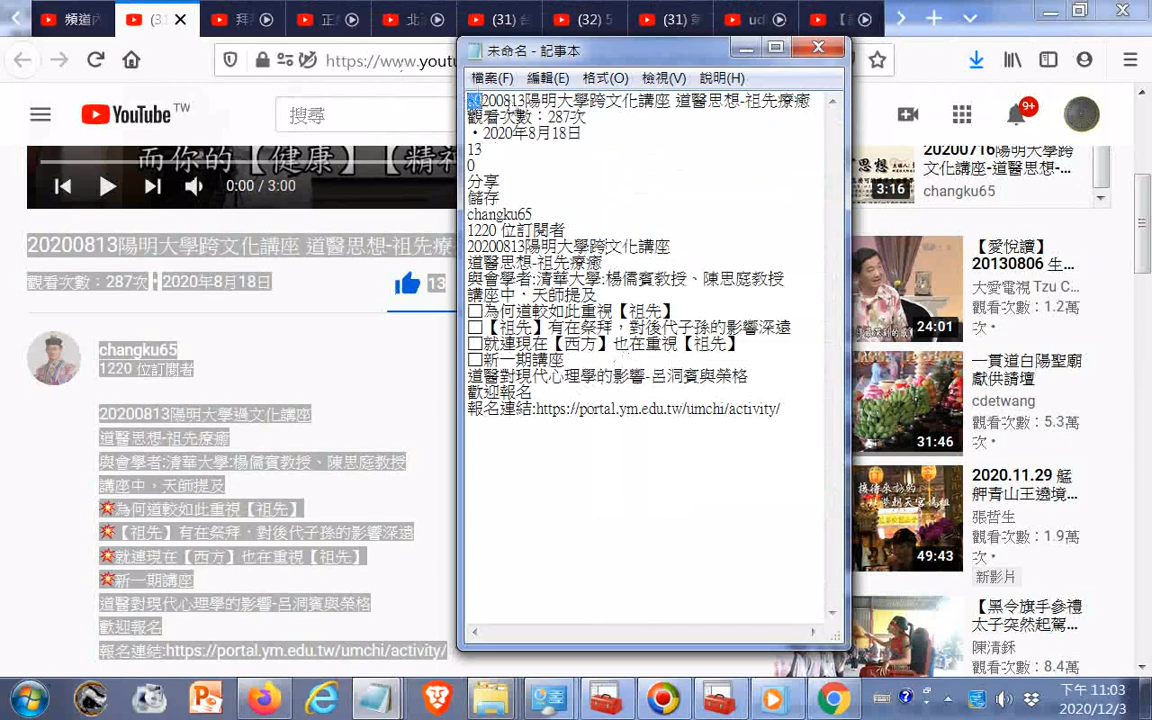 頻道
(31
拜
正
北
(31) 台
(32) 5
(31)
ud
https://www.youtu
YouTube TW
搜尋
9+
而你的【健康】【精神
0:00 / 3:00
20200813陽明大學跨文化講座 道醫思想-祖先療
觀看次數：287次 • 2020年8月18日
13
changku65
1220 位訂閱者
20200813陽明大學過文化講座
道醫思想-祖先療癒
與會學者:清華大學:楊儒賓教授、陳思庭教授
講座中，天師提及
為何道較如此重視【祖先】
【祖先】有在祭拜，對後代子孫的影響深遠
就連現在【西方】也在重視【祖先】
新一期講座
道醫對現代心理學的影響-呂洞賓與榮格
歡迎報名
報名連結:https://portal.ym.edu.tw/umchi/activity/
未命名 - 記事本
檔案(F) 編輯(E) 格式(O) 檢視(V) 說明(H)
200813陽明大學跨文化講座 道醫思想-祖先療癒
觀看次數：287次
•2020年8月18日
13
0
分享
儲存
changku65
1220 位訂閱者
20200813陽明大學跨文化講座
道醫思想-祖先療癒
與會學者:清華大學:楊儒賓教授、陳思庭教授
講座中，天師提及
□為何道較如此重視【祖先】
□【祖先】有在祭拜，對後代子孫的影響深遠
□就連現在【西方】也在重視【祖先】
□新一期講座
道醫對現代心理學的影響-呂洞賓與榮格
歡迎報名
報名連結:https://portal.ym.edu.tw/umchi/activity/
20200716陽明大學跨
文化講座-道醫思想-...
changku65
3:16
【愛悅讀】
20130806 生...
大愛電視 Tzu C...
觀看次數：1.2萬
次•
24:01
一貫道白陽聖廟
獻供請壇
cdetwang
觀看次數：5.3萬
次•
31:46
2020.11.29 艋
舺青山王遶境...
張哲生
觀看次數：1.9萬
次•
新影片
49:43
【黑令旗手參禮
太子突然起駕...
陳清鉌
觀看次數：8.4萬
下午 11:03
2020/12/3